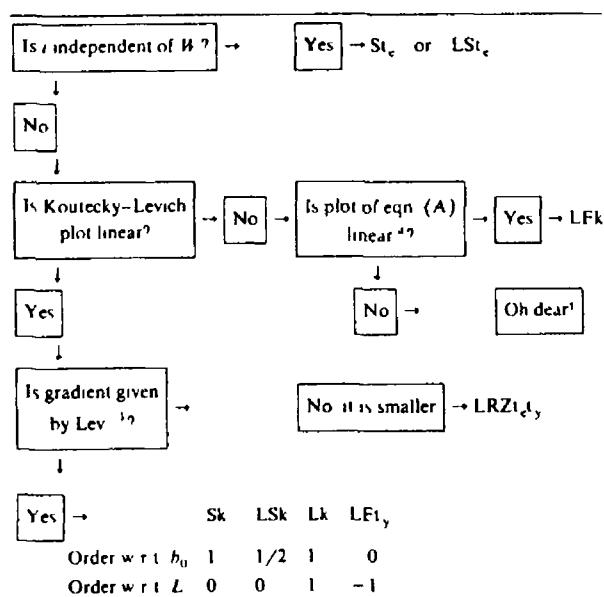 Is i independent of W ? → Yes → St_e or LSt_e
↓
No
↓
Is Koutecky–Levich plot linear? → No → Is plot of eqn (A) linear ? → Yes → LFk
↓ ↓
Yes No → Oh dear!
↓
Is gradient given by Lev ? → No it is smaller → LRZt_e t_y
↓
Yes → Sk LSk Lk LEt_y
Order w r t b_0 1 1/2 1 0
Order w r t L 0 0 1 -1